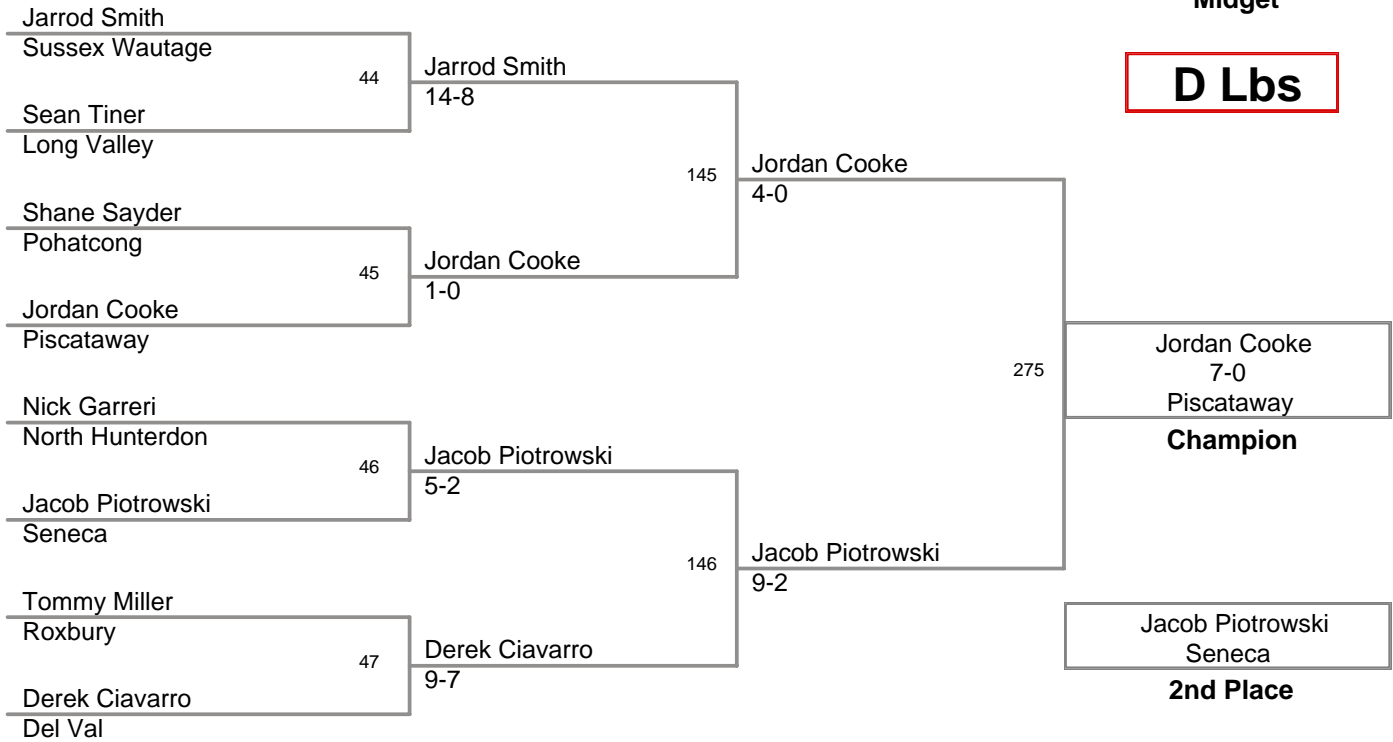 Midget
D Lbs
Jarrod Smith
Sussex Wautage
44
Sean Tiner
Long Valley
Jarrod Smith
14-8
Shane Sayder
Pohatcong
45
Jordan Cooke
Piscataway
Jordan Cooke
1-0
145
Jordan Cooke
4-0
Nick Garreri
North Hunterdon
46
Jacob Piotrowski
Seneca
Jacob Piotrowski
5-2
Tommy Miller
Roxbury
47
Derek Ciavarro
Del Val
Derek Ciavarro
9-7
146
Jacob Piotrowski
9-2
275
Jordan Cooke
7-0
Piscataway
Champion
Jacob Piotrowski
Seneca
2nd Place